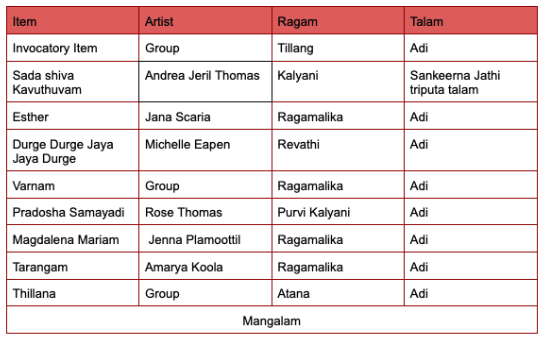 Item Artist Ragam Talam
Invocatory Item Group Tillang Adi
Sada shiva Andrea Jeril Thomas Kalyani Sankeerna Jathi
Kavuthuvam triputa talam
Esther Jana Scaria Ragamalika Adi
Durge Durge Jaya Michelle Eapen Revathi Adi
Jaya Durge
Varnam Group Ragamalika Adi
Pradosha Samayadi Rose Thomas Purvi Kalyani Adi
Magdalena Mariam Jenna Plamoottil Ragamalika Adi
Tarangam Amarya Koola Ragamalika Adi
Thillana Group Atana Adi
Mangalam